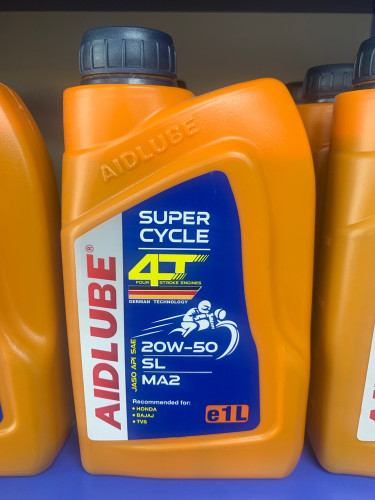 AIDLUBE
SUPER
CYCLE
4T
FOUR STROKE ENGINES
GERMAN TECHNOLOGY
AIDLUBE®
JASO API SAE
20W-50
SL
MA2
Recommended for:
• HONDA
• BAJAJ
• TVS
e1L